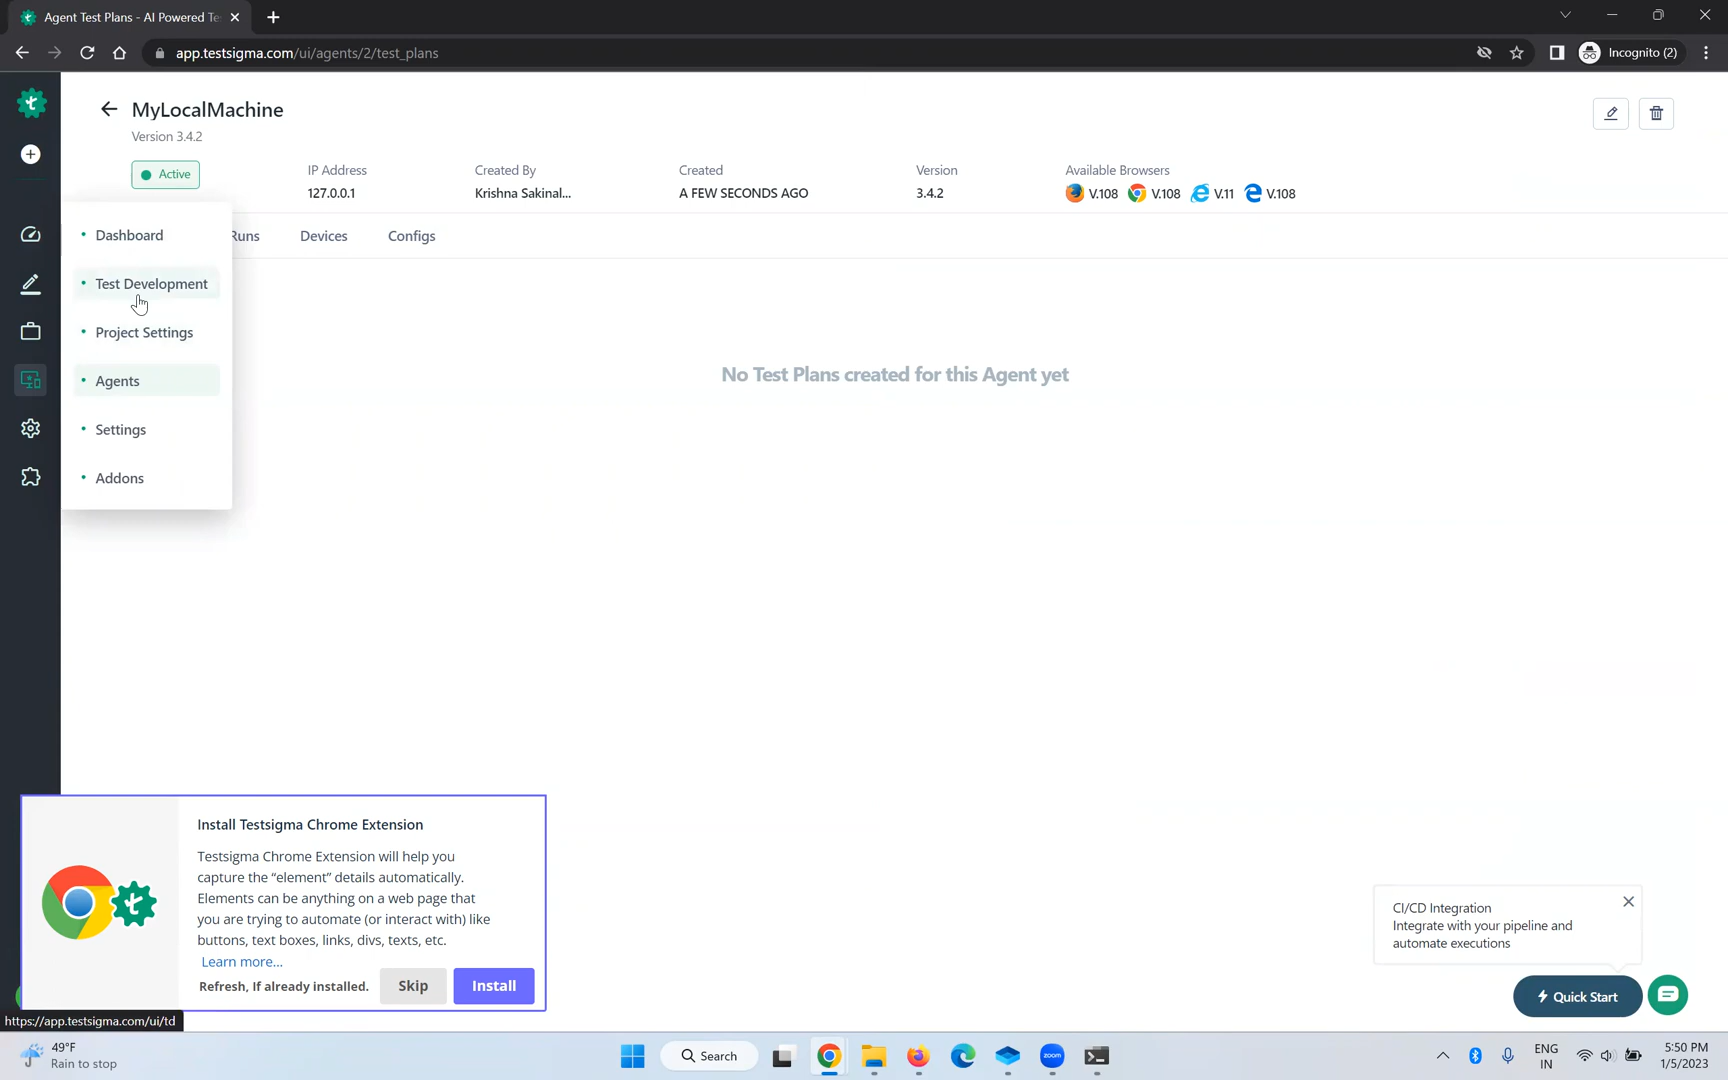 Agent Test Plans - AI Powered Te
app.testsigma.com/ui/agents/2/test_plans
Incognito (2)
MyLocalMachine
Version 3.4.2
Active
IP Address
127.0.0.1
Created By
Krishna Sakinal...
Created
A FEW SECONDS AGO
Version
3.4.2
Available Browsers
V.108 V.108 V.11 V.108
Runs
Devices
Configs
Dashboard
Test Development
Project Settings
Agents
Settings
Addons
No Test Plans created for this Agent yet
Install Testsigma Chrome Extension
Testsigma Chrome Extension will help you
capture the “element” details automatically.
Elements can be anything on a web page that
you are trying to automate (or interact with) like
buttons, text boxes, links, divs, texts, etc.
Learn more...
Refresh, If already installed.
Skip
Install
CI/CD Integration
Integrate with your pipeline and
automate executions
Quick Start
https://app.testsigma.com/ui/td
49°F
Rain to stop
Search
zoom
ENG
IN
5:50 PM
1/5/2023